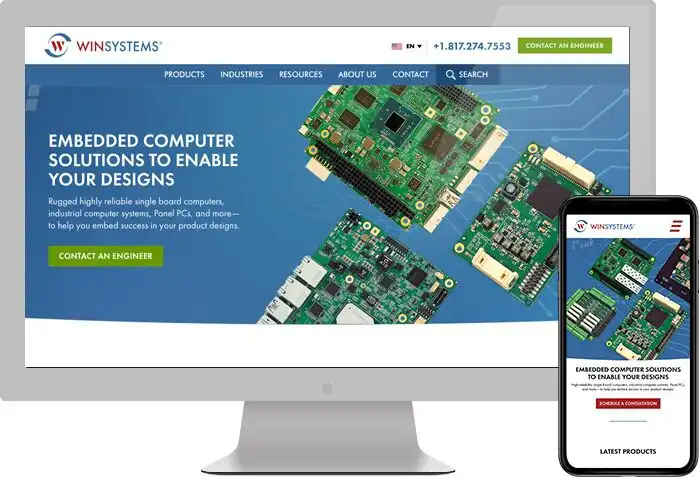 WINSYSTEMS®
EN
+1.817.274.7553
CONTACT AN ENGINEER
PRODUCTS
INDUSTRIES
RESOURCES
ABOUT US
CONTACT
SEARCH
EMBEDDED COMPUTER
SOLUTIONS TO ENABLE
YOUR DESIGNS
Rugged highly reliable single board computers,
industrial computer systems, Panel PCs, and more—
to help you embed success in your product designs.
CONTACT AN ENGINEER
WINSYSTEMS®
EMBEDDED COMPUTER SOLUTIONS
TO ENABLE YOUR DESIGNS
High-reliability single board computers, industrial computer systems, Panel PCs,
and more— to help you embed success in your product designs.
SCHEDULE A CONSULTATION
LATEST PRODUCTS